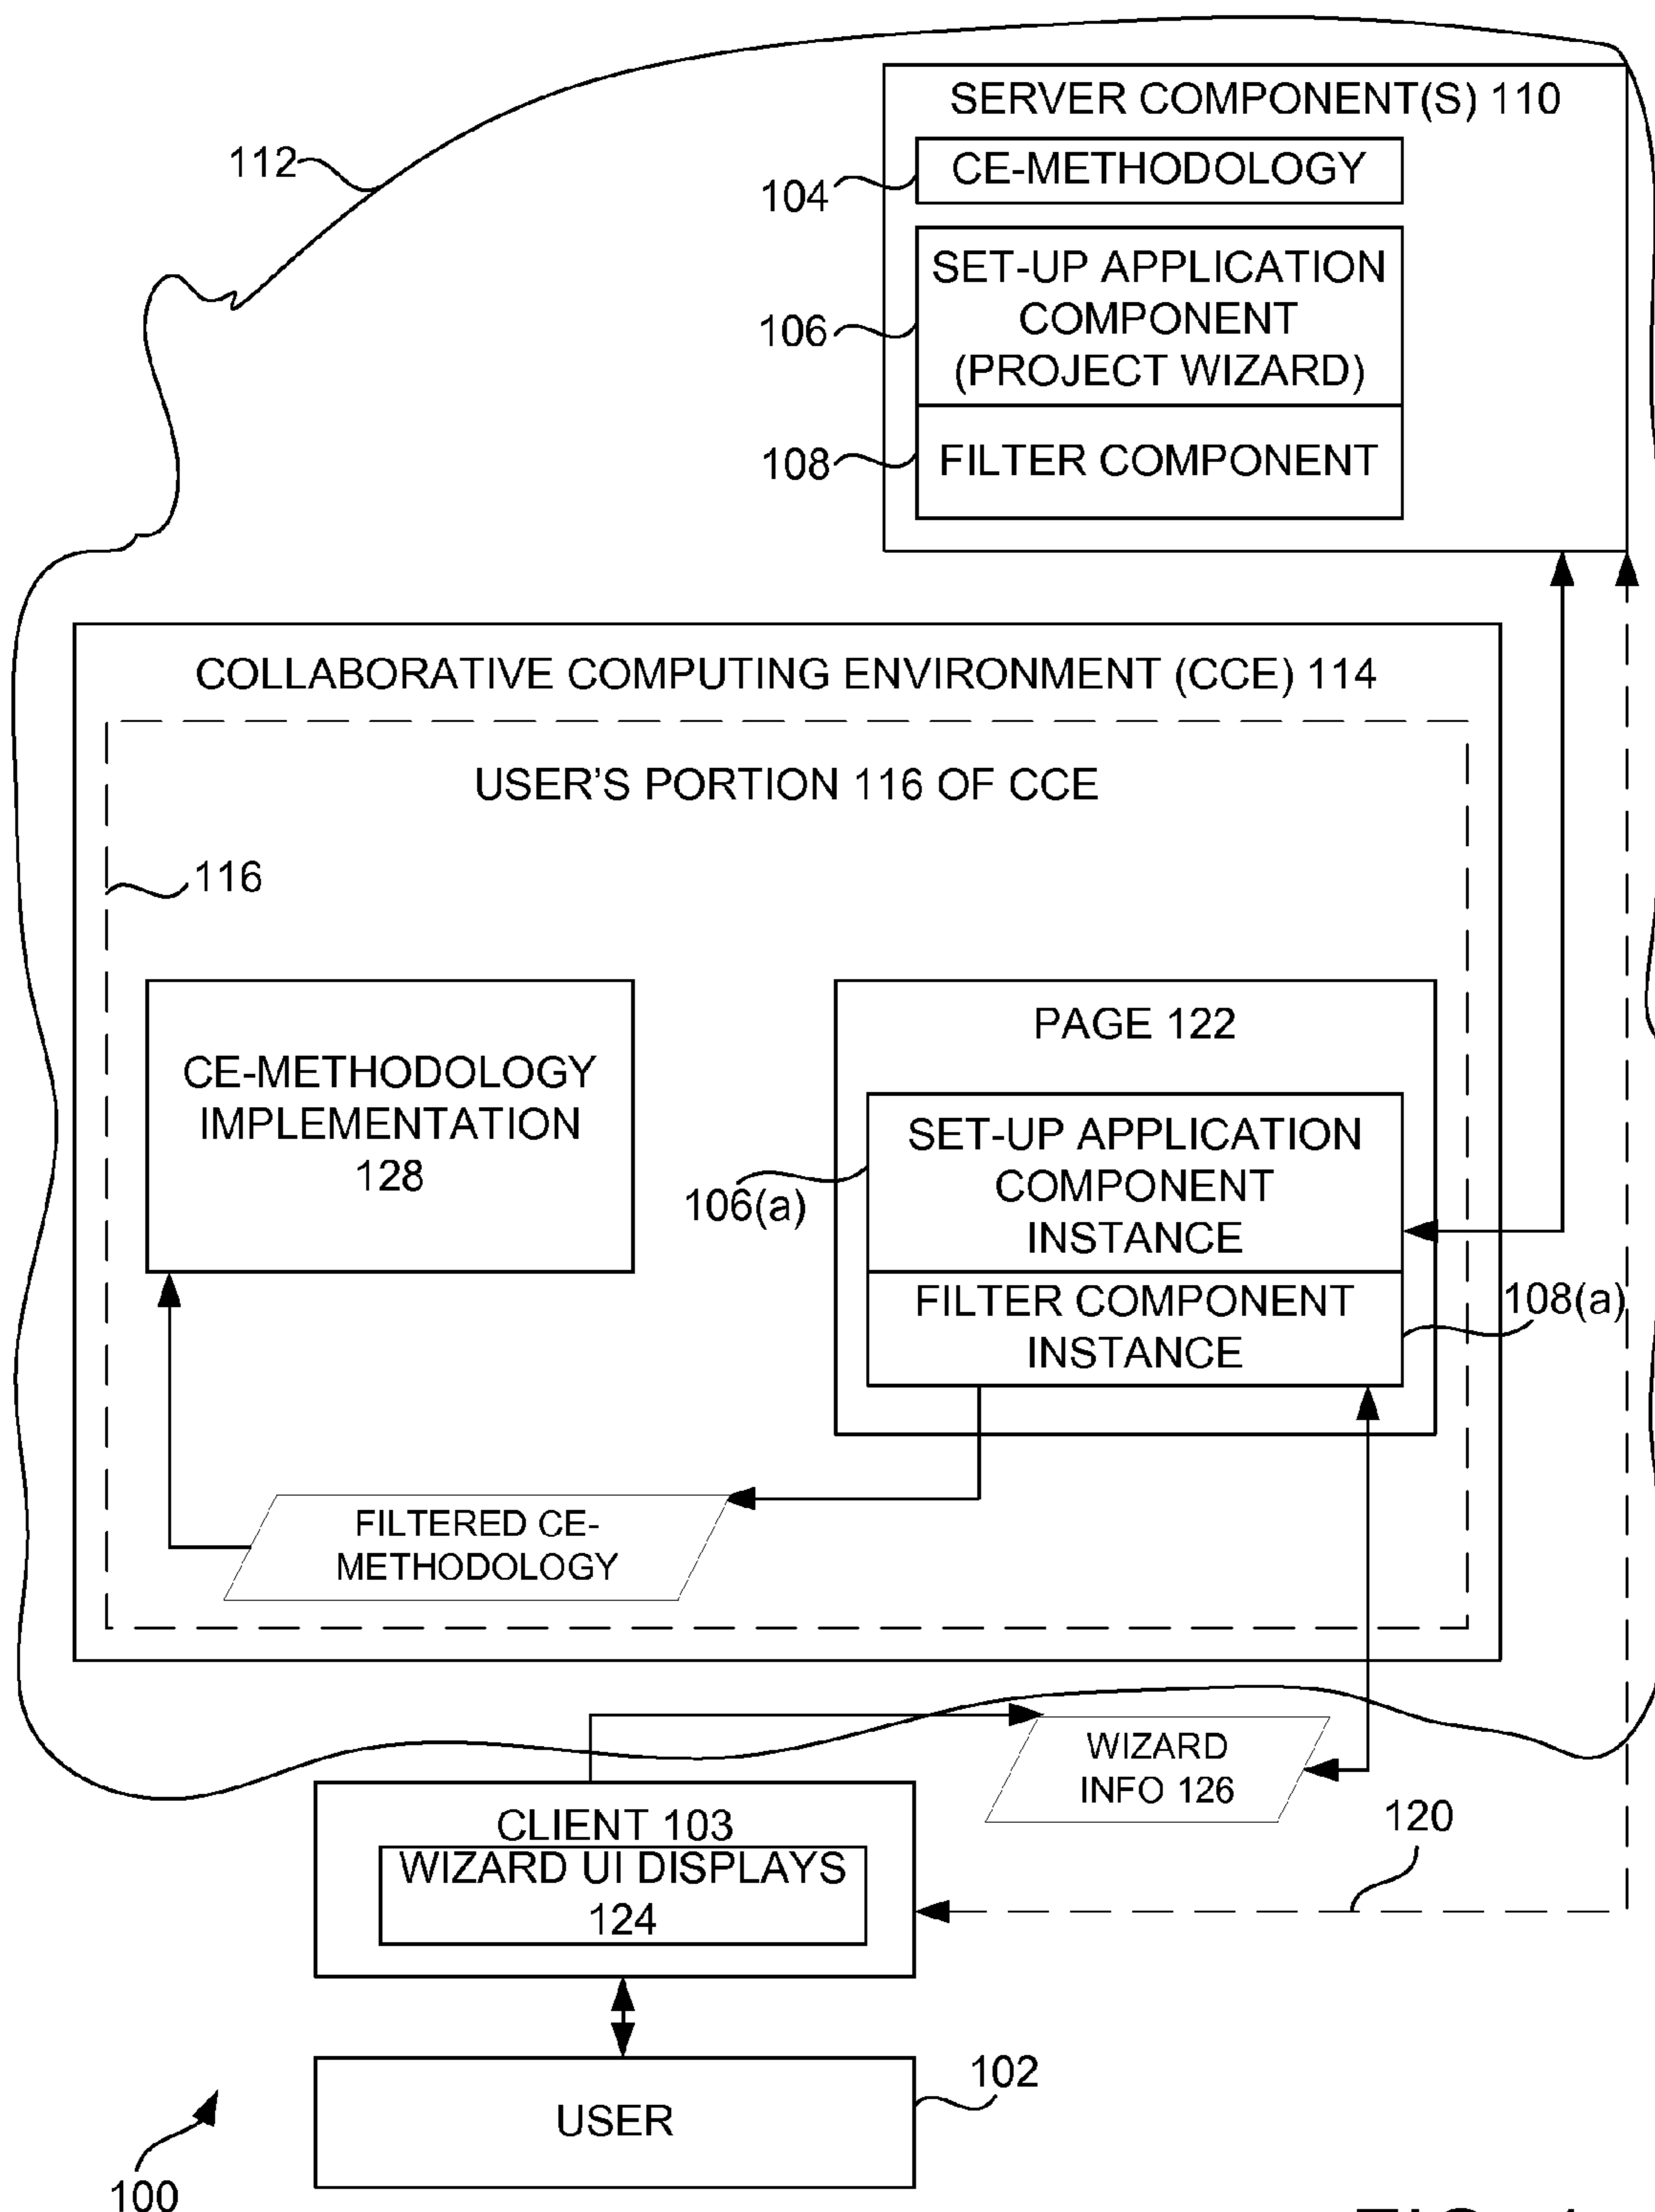 SERVER COMPONENT(S) 110
112
104
CE-METHODOLOGY
106
SET-UP APPLICATION
COMPONENT
(PROJECT WIZARD)
108
FILTER COMPONENT
COLLABORATIVE COMPUTING ENVIRONMENT (CCE) 114
USER'S PORTION 116 OF CCE
116
CE-METHODOLOGY
IMPLEMENTATION
128
PAGE 122
106(a)
SET-UP APPLICATION
COMPONENT
INSTANCE
FILTER COMPONENT
INSTANCE
108(a)
FILTERED CE-
METHODOLOGY
WIZARD
INFO 126
CLIENT 103
WIZARD UI DISPLAYS
124
120
USER
102
100